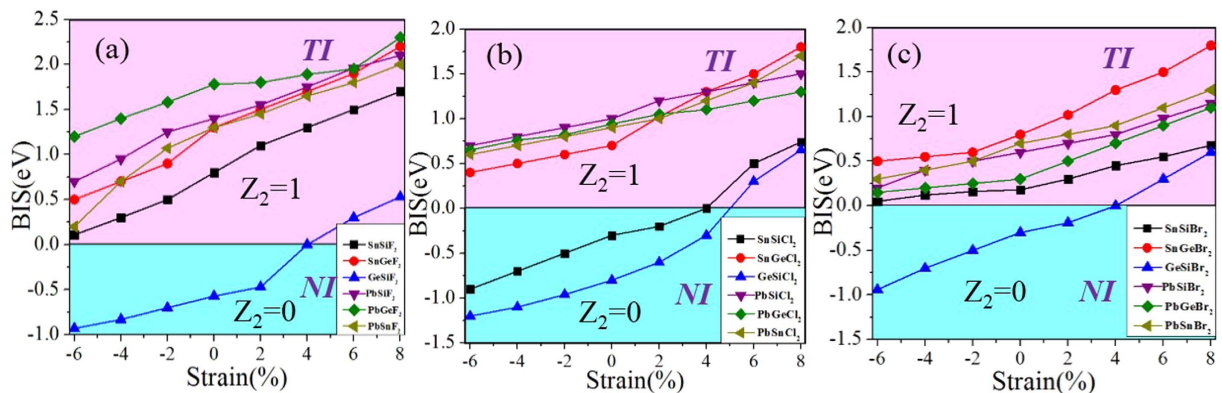 (a)
TI
Z2=1
NI
Z2=0
BIS(eV)
2.5
2.0
1.5
1.0
0.5
0.0
-0.5
-1.0
-6 -4 -2 0 2 4 6 8
Strain(%)
SnSiF2
SnGeF2
GeSiF2
PbSiF2
PbGeF2
PbSnF2
(b)
TI
Z2=1
NI
Z2=0
BIS(eV)
2.0
1.5
1.0
0.5
0.0
-0.5
-1.0
-1.5
-6 -4 -2 0 2 4 6 8
Strain(%)
SnSiCl2
SnGeCl2
GeSiCl2
PbSiCl2
PbGeCl2
PbSnCl2
(c)
TI
Z2=1
NI
Z2=0
BIS(eV)
2.0
1.5
1.0
0.5
0.0
-0.5
-1.0
-1.5
-6 -4 -2 0 2 4 6 8
Strain(%)
SnSiBr2
SnGeBr2
GeSiBr2
PbSiBr2
PbGeBr2
PbSnBr2